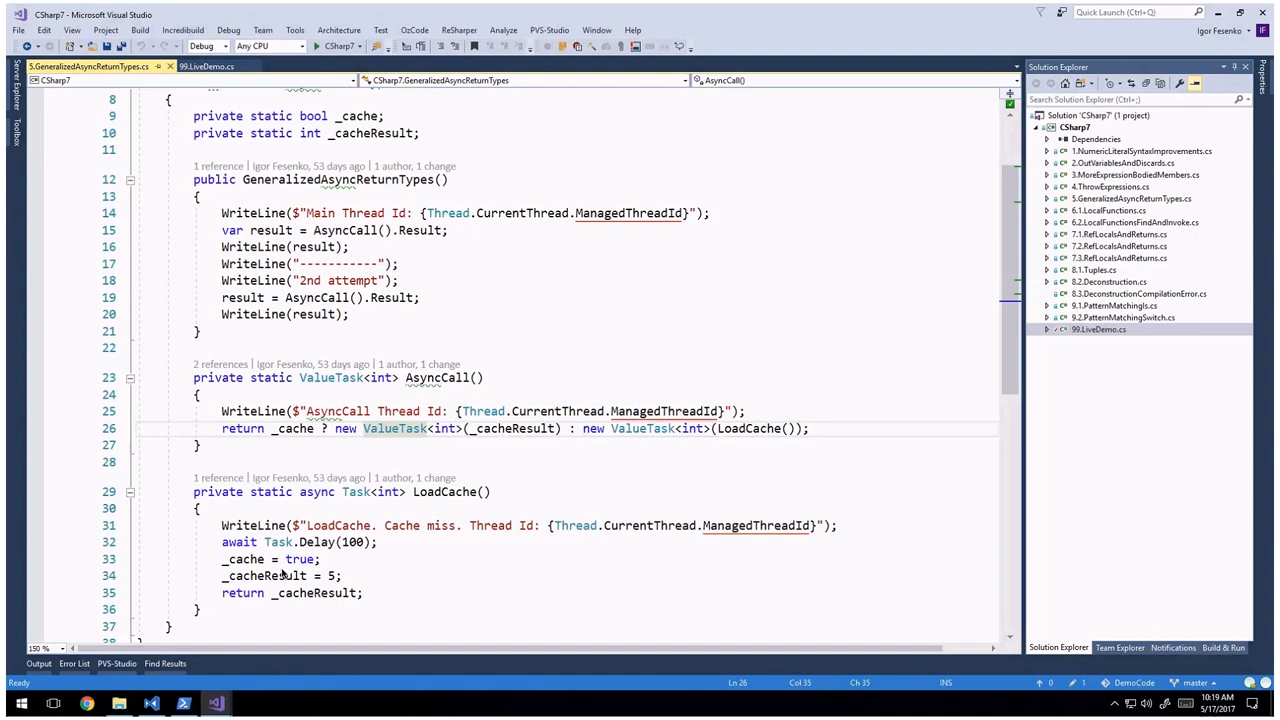 CSharp7 - Microsoft Visual Studio
Quick Launch (Ctrl+;)
File Edit View Project Build Incredibuild Debug Team Tools Architecture Test OzCode ReSharper Analyze PVS-Studio Window Help
Igor Fesenko IF
Debug Any CPU CSharp7
5.GeneralizedAsyncReturnTypes.cs 99.LiveDemo.cs
CSharp7 CSharp7.GeneralizedAsyncReturnTypes AsyncCall()
Server Explorer
Toolbox
8 {
9 private static bool _cache;
10 private static int _cacheResult;
11
1 reference | Igor Fesenko, 53 days ago | 1 author, 1 change
12 public GeneralizedAsyncReturnTypes()
13 {
14 WriteLine($"Main Thread Id: {Thread.CurrentThread.ManagedThreadId}");
15 var result = AsyncCall().Result;
16 WriteLine(result);
17 WriteLine("-----------");
18 WriteLine("2nd attempt");
19 result = AsyncCall().Result;
20 WriteLine(result);
21 }
22
2 references | Igor Fesenko, 53 days ago | 1 author, 1 change
23 private static ValueTask<int> AsyncCall()
24 {
25 WriteLine($"AsyncCall Thread Id: {Thread.CurrentThread.ManagedThreadId}");
26 return _cache ? new ValueTask<int>(_cacheResult) : new ValueTask<int>(LoadCache());
27 }
28
1 reference | Igor Fesenko, 53 days ago | 1 author, 1 change
29 private static async Task<int> LoadCache()
30 {
31 WriteLine($"LoadCache. Cache miss. Thread Id: {Thread.CurrentThread.ManagedThreadId}");
32 await Task.Delay(100);
33 _cache = true;
34 _cacheResult = 5;
35 return _cacheResult;
36 }
37 }
38 }
150 %
Solution Explorer
Search Solution Explorer (Ctrl+;)
Solution 'CSharp7' (1 project)
CSharp7
Dependencies
1.NumericLiteralSyntaxImprovements.cs
2.OutVariablesAndDiscards.cs
3.MoreExpressionBodiedMembers.cs
4.ThrowExpressions.cs
5.GeneralizedAsyncReturnTypes.cs
6.1.LocalFunctions.cs
6.2.LocalFunctionsFindAndInvoke.cs
7.1.RefLocalsAndReturns.cs
7.2.RefLocalsAndReturns.cs
7.3.RefLocalsAndReturns.cs
8.1.Tuples.cs
8.2.Deconstruction.cs
8.3.DeconstructionCompilationError.cs
9.1.PatternMatchingIs.cs
9.2.PatternMatchingSwitch.cs
99.LiveDemo.cs
Properties
Solution Explorer Team Explorer Notifications Build & Run
Output Error List PVS-Studio Find Results
Ready Ln 26 Col 35 Ch 35 INS 0 1 DemoCode master
10:19 AM
5/17/2017